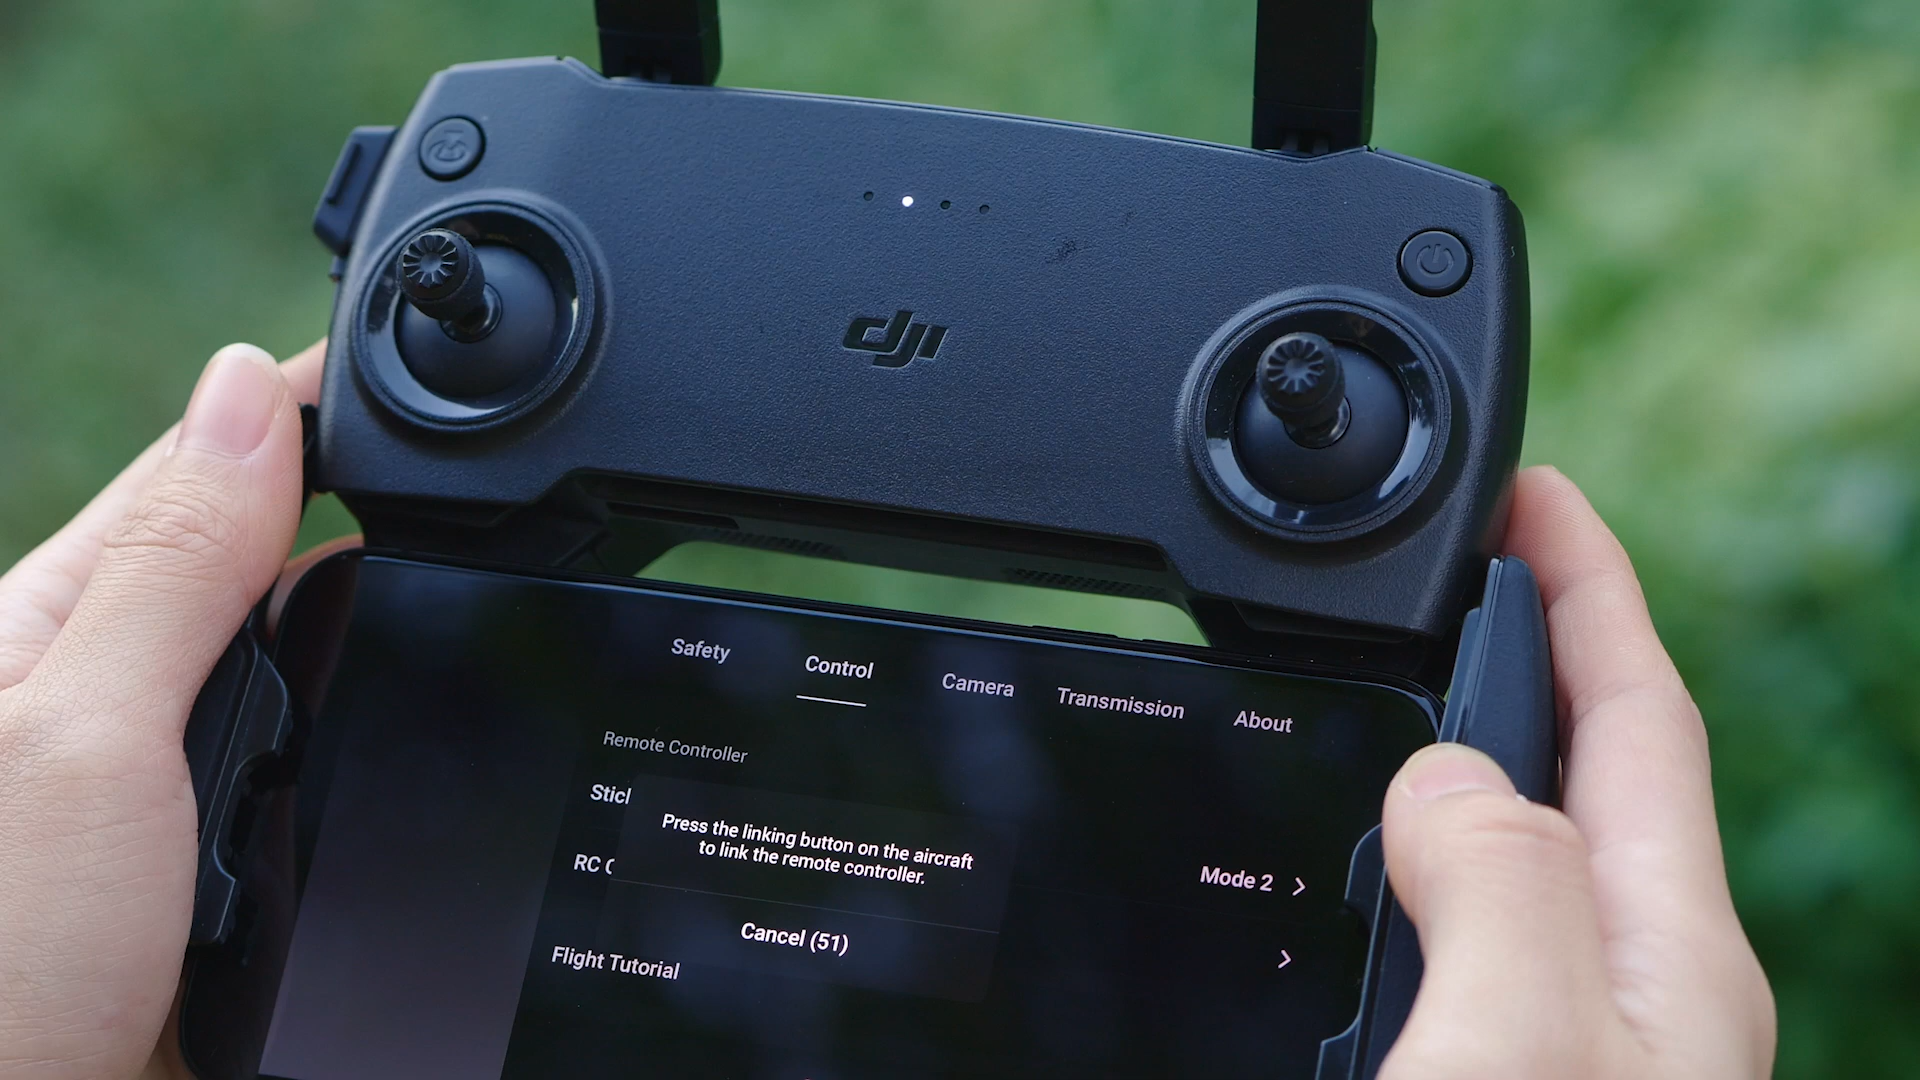 dji
Safety
Control
Camera
Transmission
About
Remote Controller
Press the linking button on the aircraft
to link the remote controller.
Mode 2
Cancel (51)
Flight Tutorial